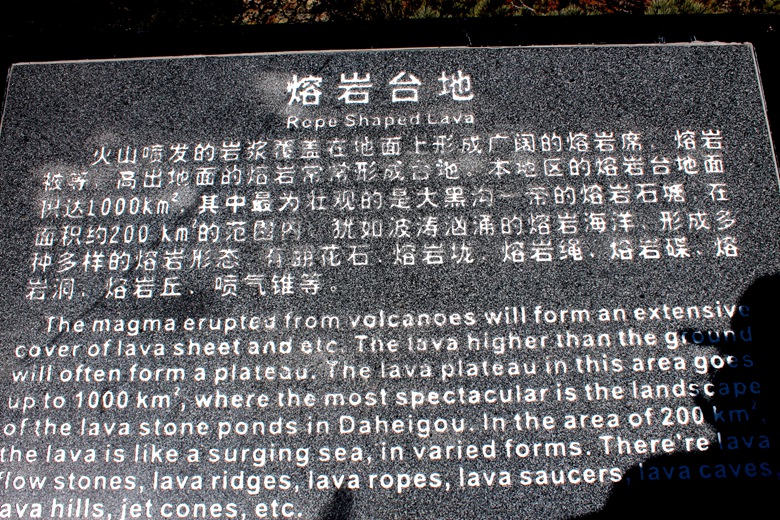 熔岩台地
Rope Shaped Lava
火山喷发的岩浆覆盖在地面上形成广阔的熔岩席、熔岩
被等，高出地面的熔岩常常形成台地。本地区的熔岩台地面
积达1000km²，其中最为壮观的是大黑沟一带的熔岩石塘，在
面积约200 km²的范围内，犹如波涛汹涌的熔岩海洋，形成多
种多样的熔岩形态，有翻花石、熔岩垅、熔岩绳、熔岩碟、熔
岩洞、熔岩丘、喷气锥等。
The magma erupted from volcanoes will form an extensive
cover of lava sheet and etc. The lava higher than the ground
will often form a plateau. The lava plateau in this area goes
up to 1000 km², where the most spectacular is the landscape
of the lava stone ponds in Daheigou. In the area of 200 km²,
the lava is like a surging sea, in varied forms. There're lava
flow stones, lava ridges, lava ropes, lava saucers, lava caves,
lava hills, jet cones, etc.